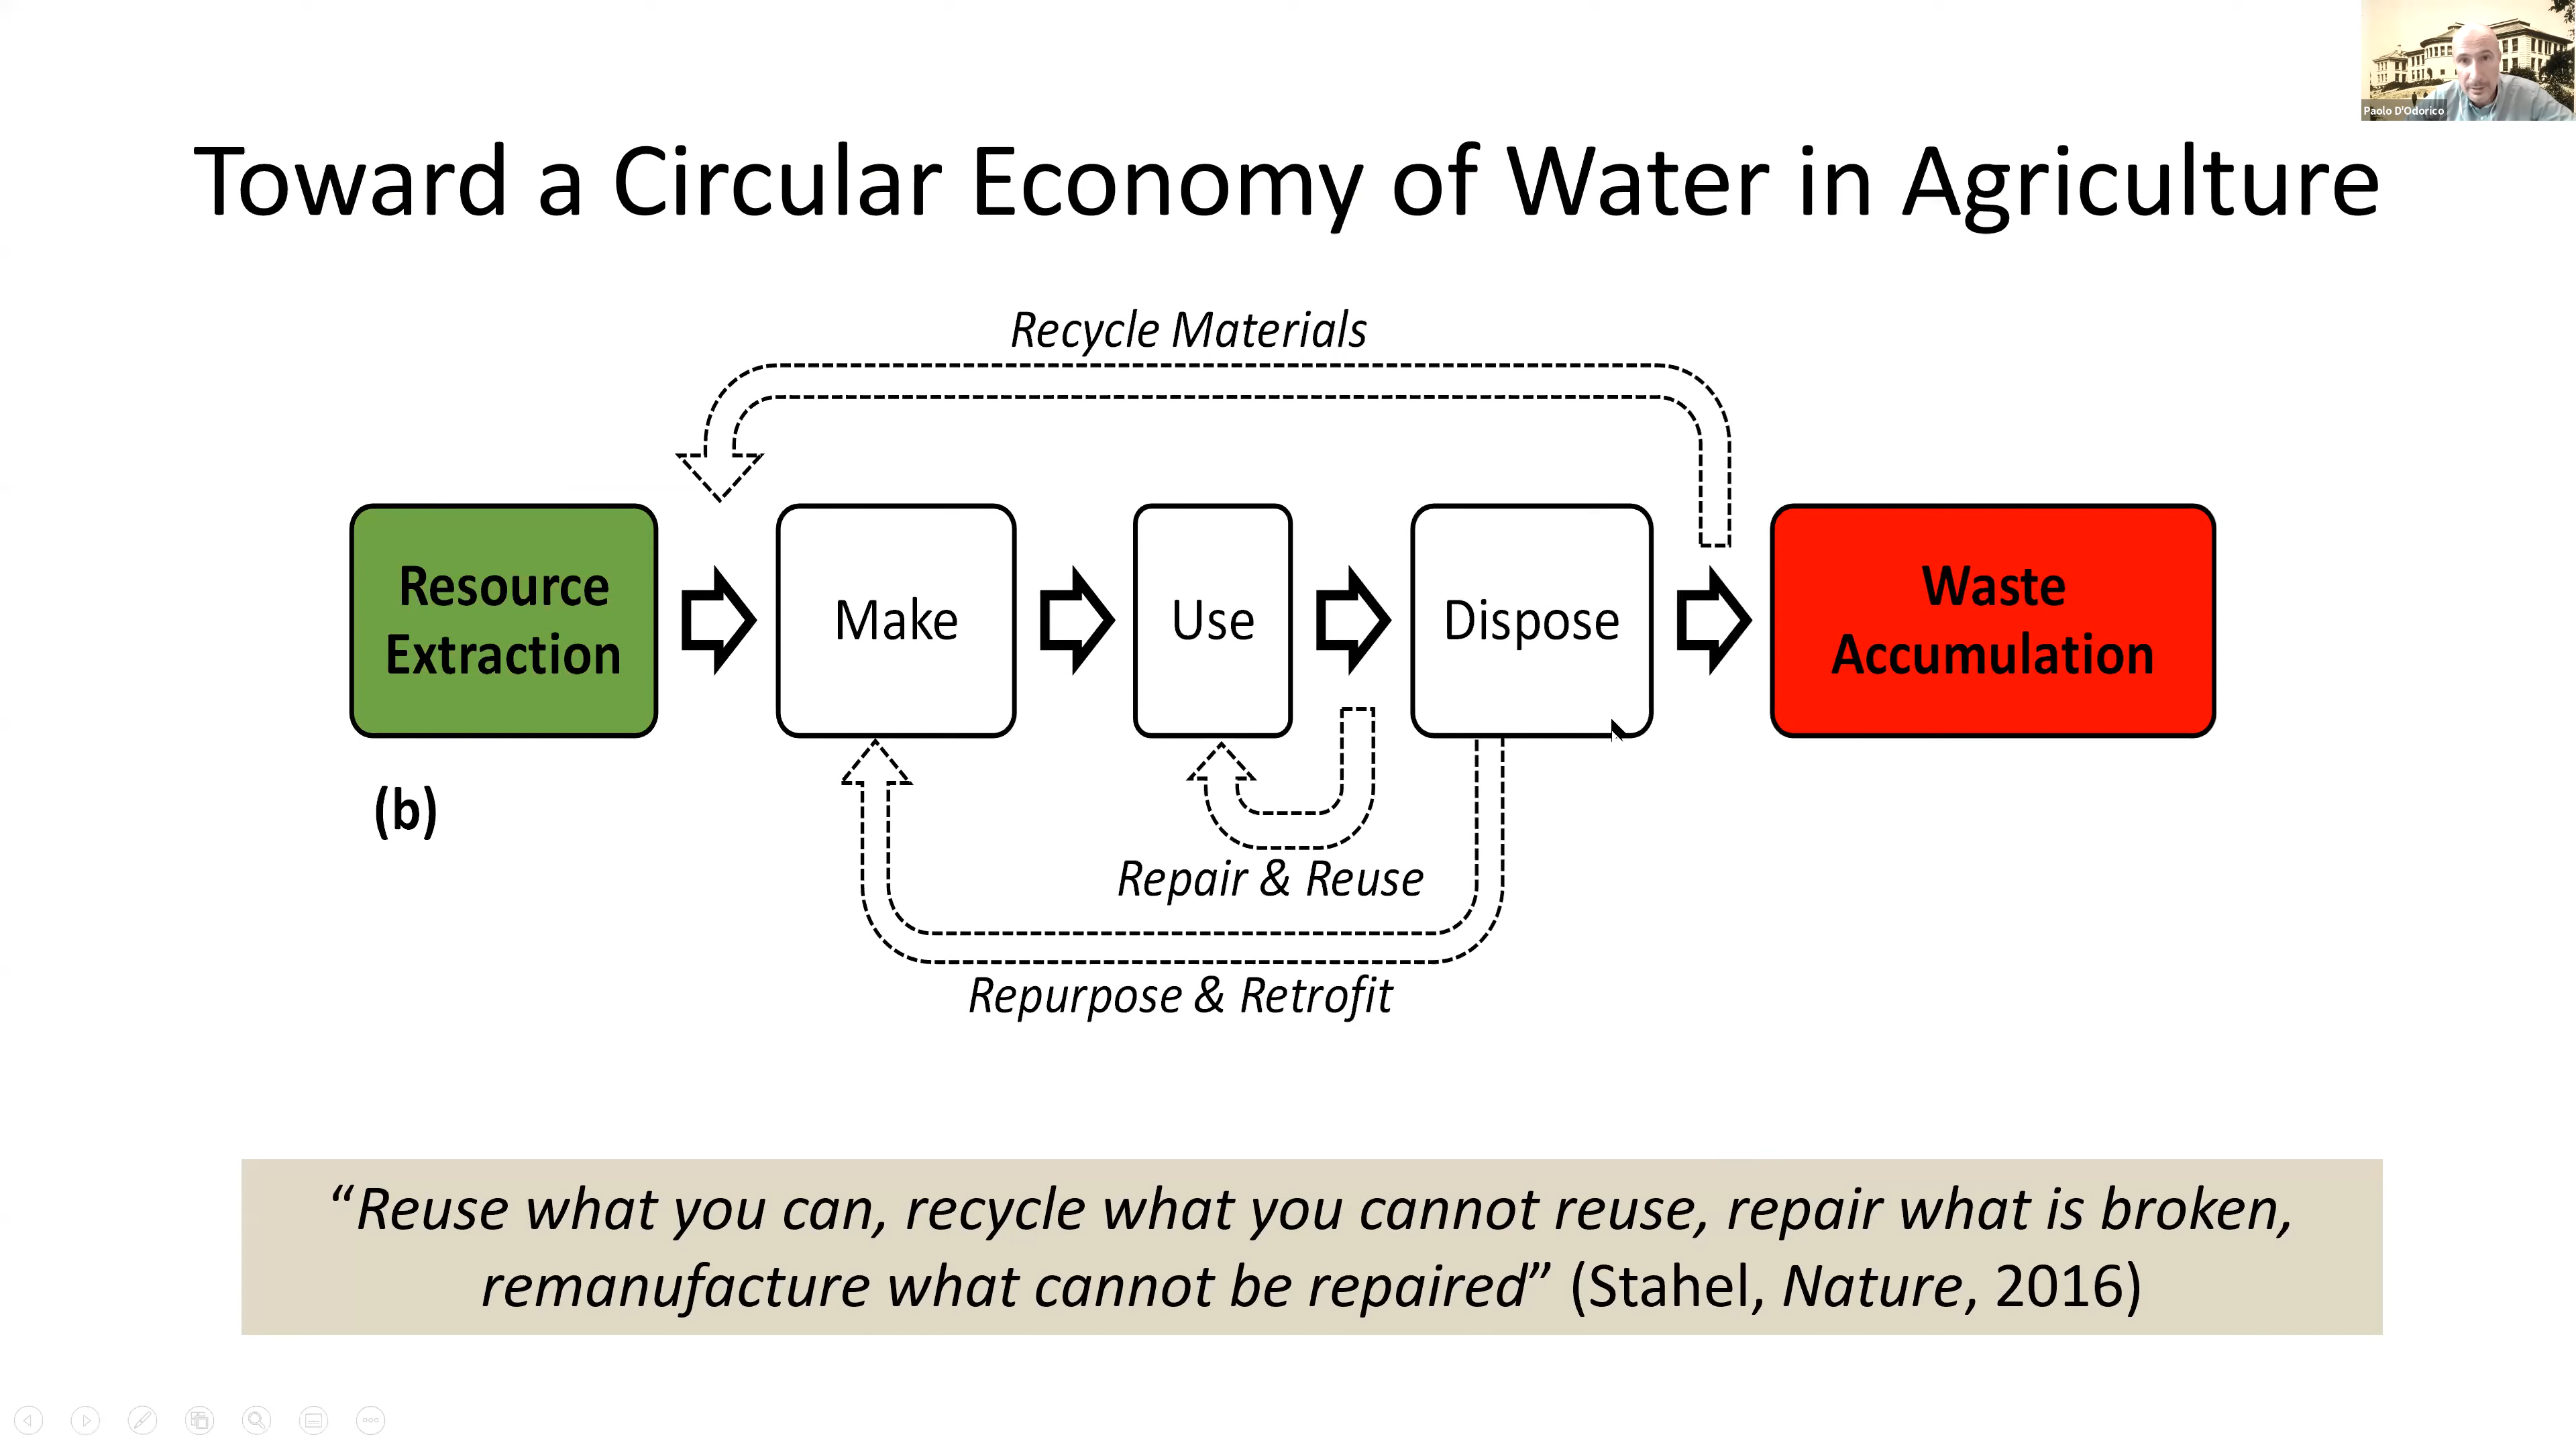 Paolo D'Odorico
Toward a Circular Economy of Water in Agriculture
Recycle Materials
Resource
Extraction
Make
Use
Dispose
Waste
Accumulation
(b)
Repair & Reuse
Repurpose & Retrofit
“Reuse what you can, recycle what you cannot reuse, repair what is broken,
remanufacture what cannot be repaired” (Stahel, Nature, 2016)